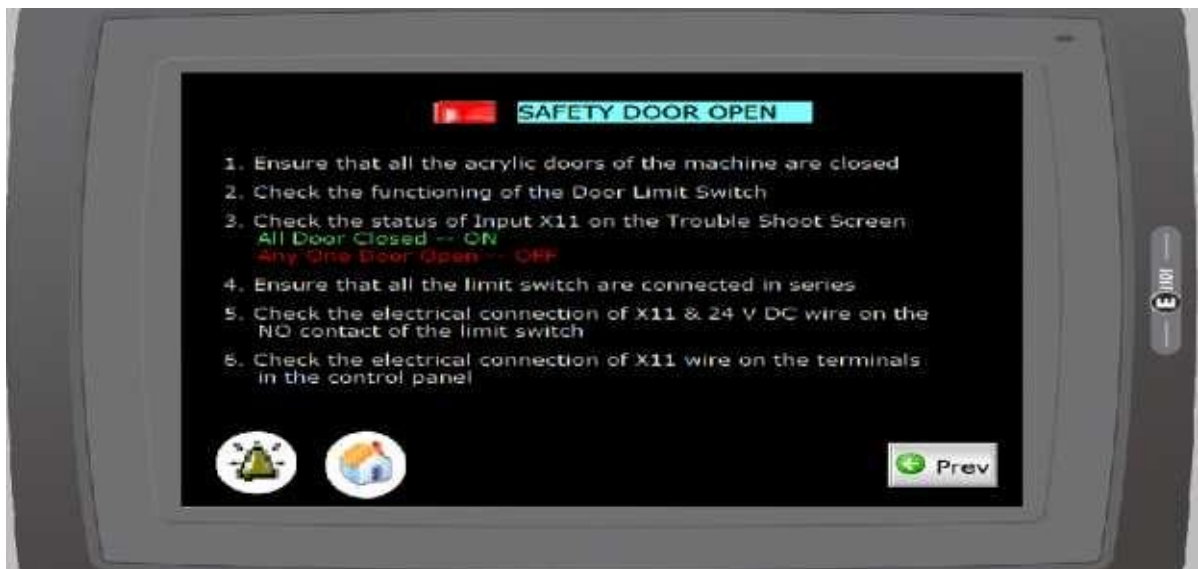 SAFETY DOOR OPEN
1. Ensure that all the acrylic doors of the machine are closed
2. Check the functioning of the Door Limit Switch
3. Check the status of Input X11 on the Trouble Shoot Screen
All Door Closed -- ON
Any One Door Open -- OFF
4. Ensure that all the limit switch are connected in series
5. Check the electrical connection of X11 & 24 V DC wire on the
NO contact of the limit switch
6. Check the electrical connection of X11 wire on the terminals
in the control panel
Prev